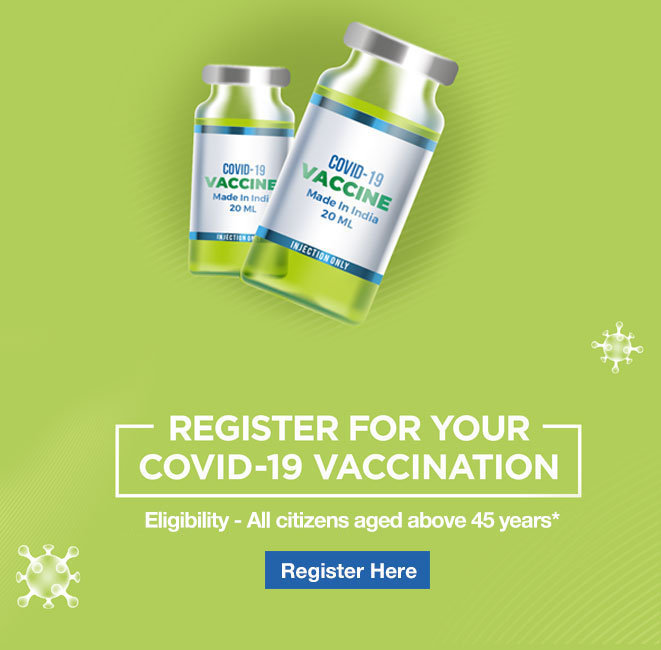 COVID-19
VACCINE
Made In India
20 ML
INJECTION ONLY
COVID-19
VACCINE
Made In India
20 ML
INJECTION ONLY
REGISTER FOR YOUR
COVID-19 VACCINATION
Eligibility - All citizens aged above 45 years*
Register Here